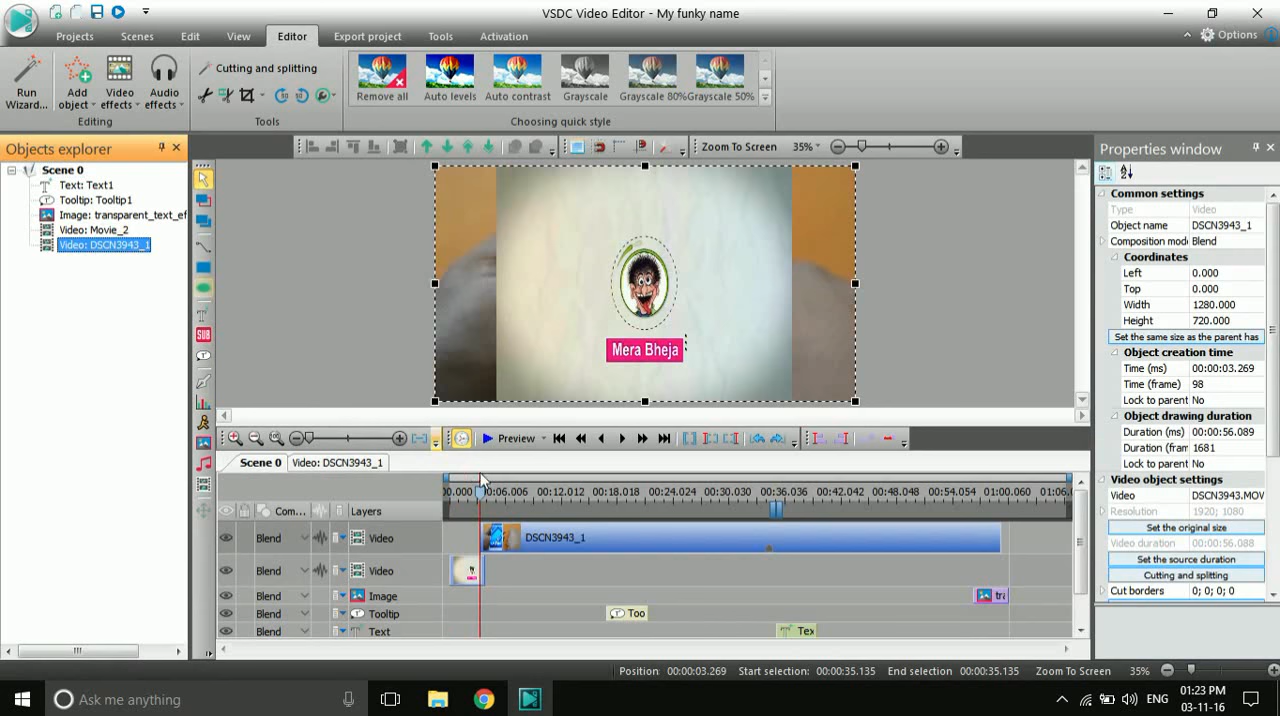 VSDC Video Editor - My funky name
Projects Scenes Edit View Editor Export project Tools Activation Options
Run Wizard...
Add object
Video effects
Audio effects
Cutting and splitting
Remove all Auto levels Auto contrast Grayscale Grayscale 80% Grayscale 50%
Editing Tools Choosing quick style
Objects explorer
Scene 0
Text: Text1
Tooltip: Tooltip1
Image: transparent_text_ef
Video: Movie_2
Video: DSCN3943_1
Zoom To Screen 35%
SUB
Mera Bheja
Properties window
Common settings
Type Video
Object name DSCN3943_1
Composition mode Blend
Coordinates
Left 0.000
Top 0.000
Width 1280.000
Height 720.000
Set the same size as the parent has
Object creation time
Time (ms) 00:00:03.269
Time (frame) 98
Lock to parent No
Object drawing duration
Duration (ms) 00:00:56.089
Duration (frame) 1681
Lock to parent No
Video object settings
Video DSCN3943.MOV
Resolution 1920; 1080
Set the original size
Video duration 00:00:56.088
Set the source duration
Cutting and splitting
Cut borders 0; 0; 0; 0
Preview
Scene 0 Video: DSCN3943_1
00.000 00:06.006 00:12.012 00:18.018 00:24.024 00:30.030 00:36.036 00:42.042 00:48.048 00:54.054 01:00.060 01:06.0
Com... Layers
Blend Video DSCN3943_1
Blend Video
Blend Image tra
Blend Tooltip Too
Blend Text Tex
Position: 00:00:03.269 Start selection: 00:00:35.135 End selection: 00:00:35.135 Zoom To Screen 35%
Ask me anything
ENG
01:23 PM
03-11-16